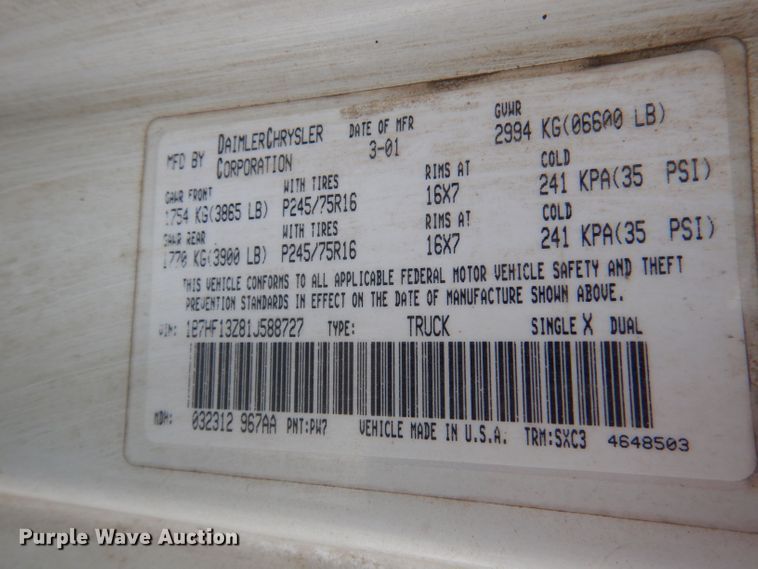 MFD BY DAIMLERCHRYSLER CORPORATION DATE OF MFR 3-01 GVWR 2994 KG(06600 LB)
GAWR FRONT WITH TIRES RIMS AT COLD
1754 KG(3865 LB) P245/75R16 16X7 241 KPA(35 PSI)
GAWR REAR WITH TIRES RIMS AT COLD
1770 KG(3900 LB) P245/75R16 16X7 241 KPA(35 PSI)
THIS VEHICLE CONFORMS TO ALL APPLICABLE FEDERAL MOTOR VEHICLE SAFETY AND THEFT
PREVENTION STANDARDS IN EFFECT ON THE DATE OF MANUFACTURE SHOWN ABOVE.
VIN: 1B7HF13Z81J588727 TYPE: TRUCK SINGLE X DUAL
MDH: 032312 967AA PNT:PW7 VEHICLE MADE IN U.S.A. TRM:SXC3 4648503
Purple Wave Auction